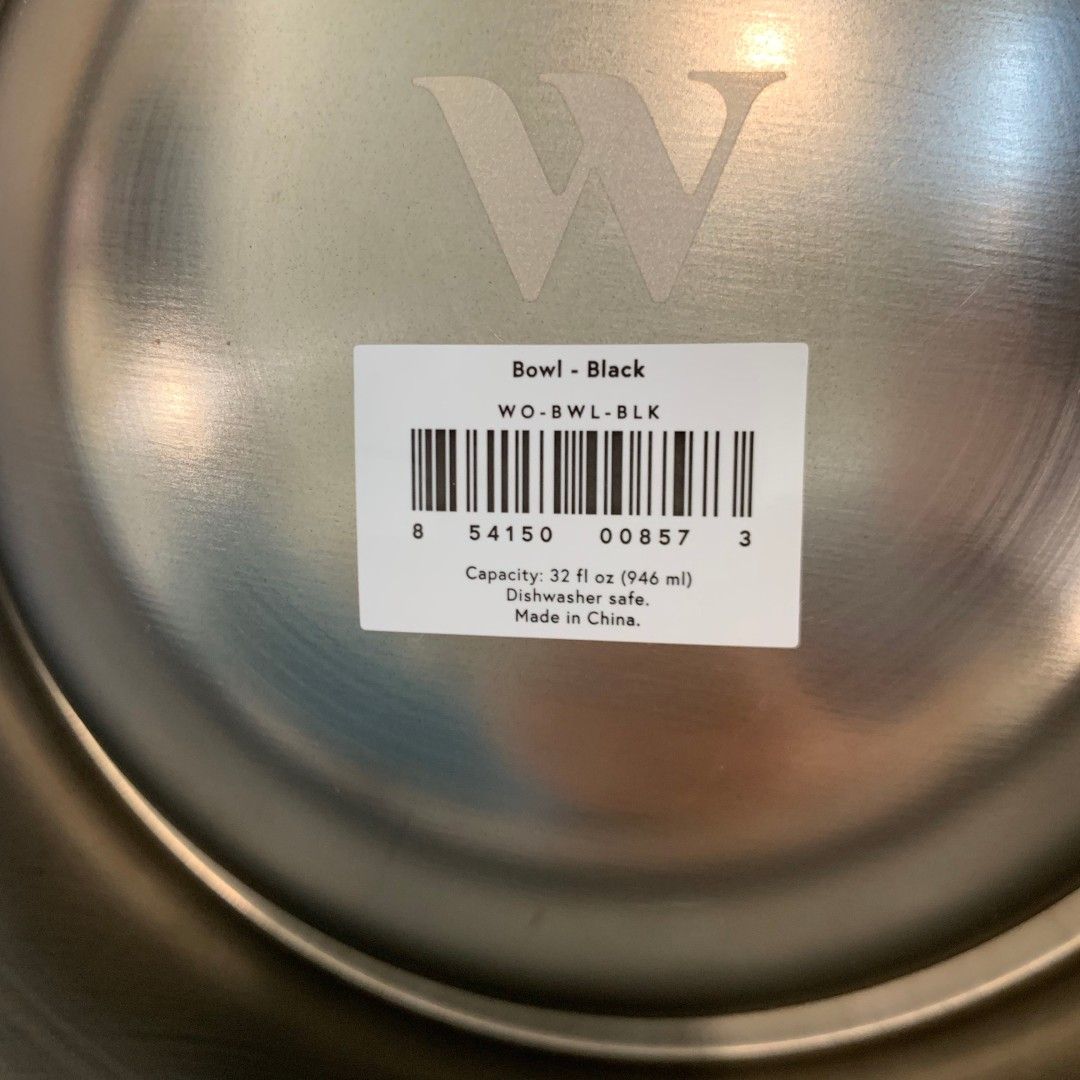 W
Bowl - Black
WO-BWL-BLK
8 54150 00857 3
Capacity: 32 fl oz (946 ml)
Dishwasher safe.
Made in China.